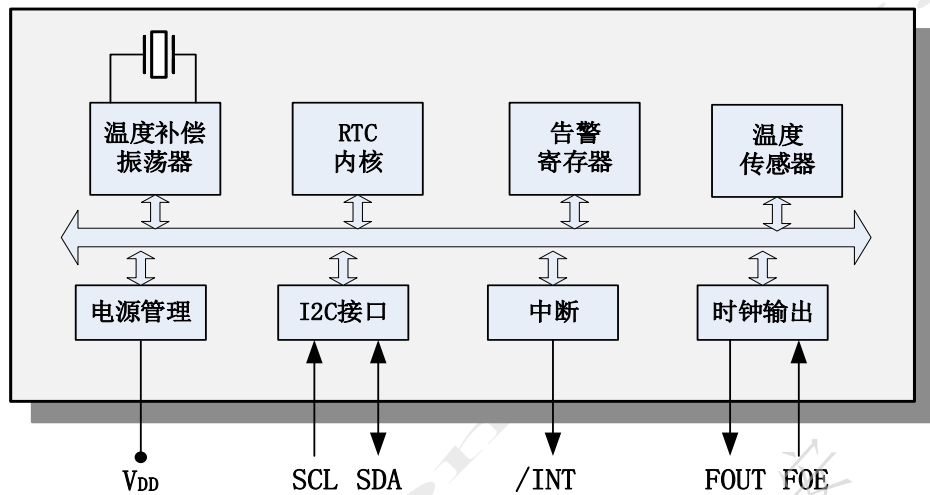 温度补偿
振荡器
RTC
内核
告警
寄存器
温度
传感器
电源管理
I2C接口
中断
时钟输出
VDD
SCL SDA
/INT
FOUT FOE